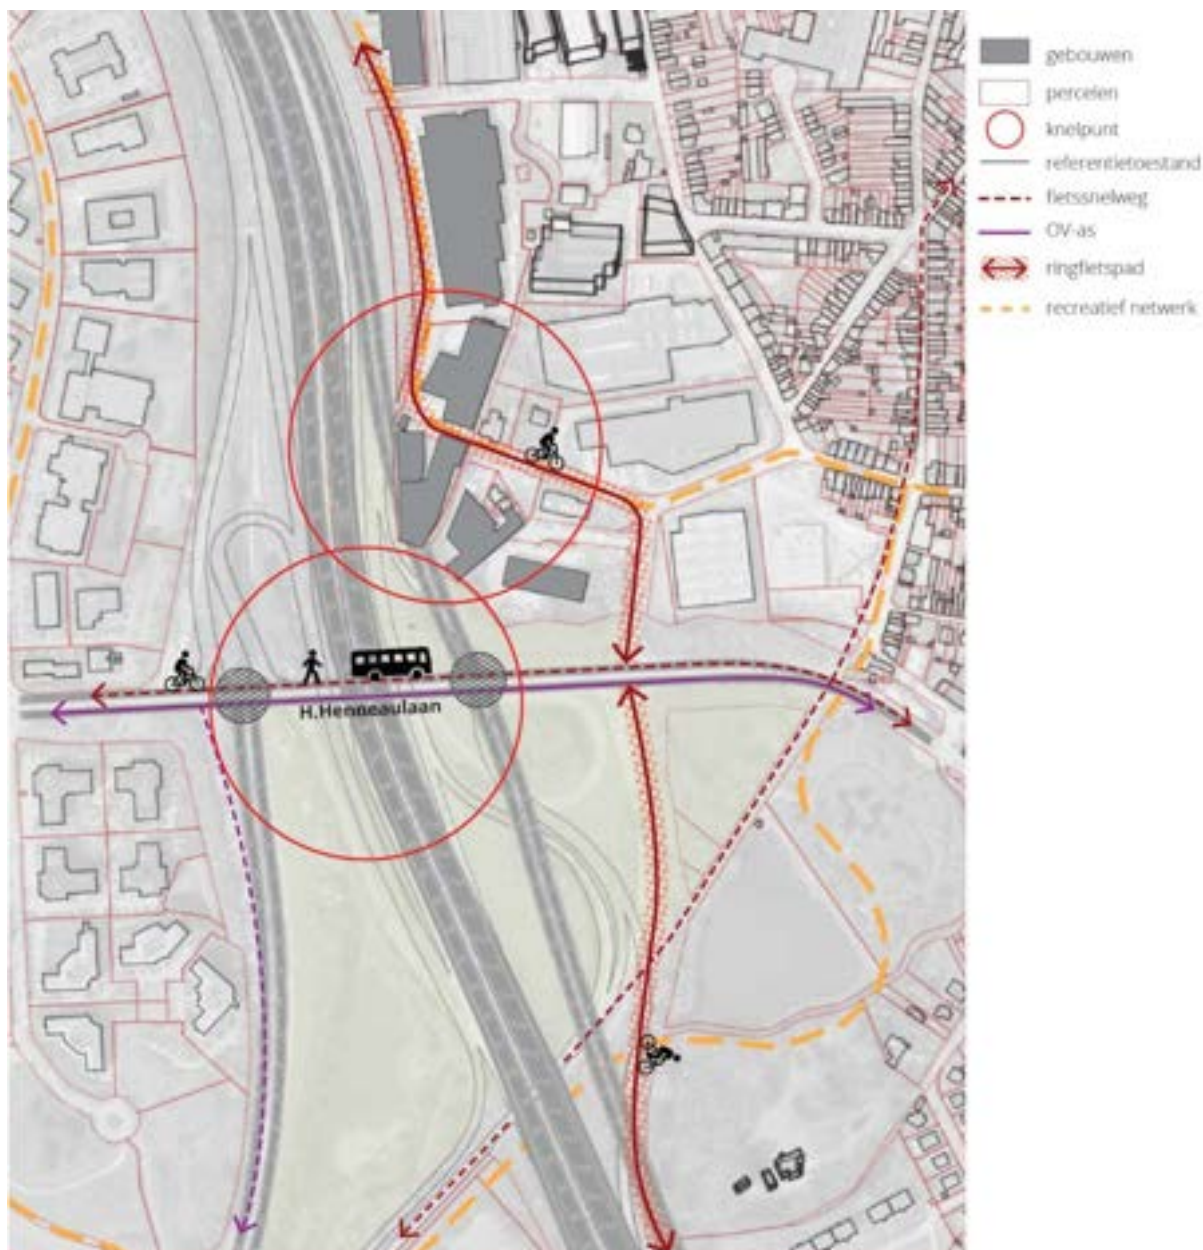 gebouwen
percelen
knelpunt
referentietoestand
fietssnelweg
OV-as
ringfietspad
recreatief netwerk
H.Henneaulaan